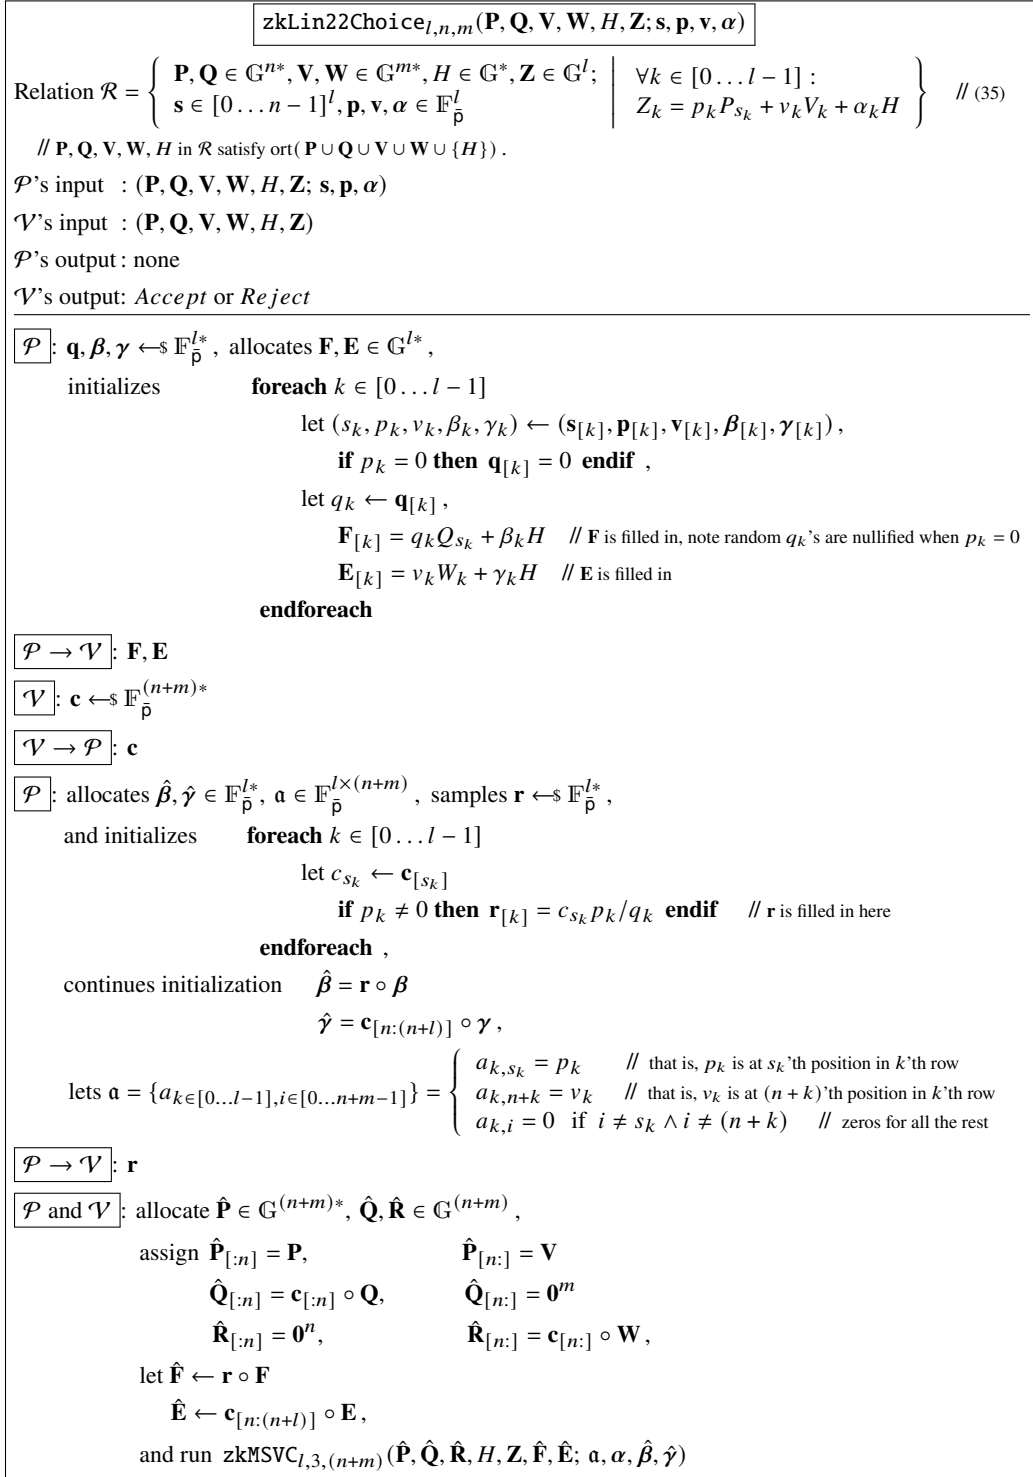 zkLin22Choice_{l,n,m}(P, Q, V, W, H, Z; s, p, v, α)
Relation ℛ = { P, Q ∈ 𝔾^{n*}, V, W ∈ 𝔾^{m*}, H ∈ 𝔾^*, Z ∈ 𝔾^l; | ∀k ∈ [0 … l − 1] :
s ∈ [0 … n − 1]^l, p, v, α ∈ 𝔽_{p̄}^l | Z_k = p_k P_{s_k} + v_k V_k + α_k H } // (35)
// P, Q, V, W, H in ℛ satisfy ort( P ∪ Q ∪ V ∪ W ∪ {H}) .
𝒫's input : (P, Q, V, W, H, Z; s, p, α)
𝒱's input : (P, Q, V, W, H, Z)
𝒫's output : none
𝒱's output: Accept or Reject
𝒫 : q, β, γ ←$ 𝔽_{p̄}^{l*} , allocates F, E ∈ 𝔾^{l*} ,
initializes foreach k ∈ [0 … l − 1]
let (s_k, p_k, v_k, β_k, γ_k) ← (s_{[k]}, p_{[k]}, v_{[k]}, β_{[k]}, γ_{[k]}) ,
if p_k = 0 then q_{[k]} = 0 endif ,
let q_k ← q_{[k]} ,
F_{[k]} = q_k Q_{s_k} + β_k H // F is filled in, note random q_k's are nullified when p_k = 0
E_{[k]} = v_k W_k + γ_k H // E is filled in
endforeach
𝒫 → 𝒱 : F, E
𝒱 : c ←$ 𝔽_{p̄}^{(n+m)*}
𝒱 → 𝒫 : c
𝒫 : allocates β̂, γ̂ ∈ 𝔽_{p̄}^{l*}, 𝔞 ∈ 𝔽_{p̄}^{l×(n+m)} , samples r ←$ 𝔽_{p̄}^{l*} ,
and initializes foreach k ∈ [0 … l − 1]
let c_{s_k} ← c_{[s_k]}
if p_k ≠ 0 then r_{[k]} = c_{s_k} p_k/q_k endif // r is filled in here
endforeach ,
continues initialization β̂ = r ∘ β
γ̂ = c_{[n:(n+l)]} ∘ γ ,
lets 𝔞 = {a_{k∈[0…l−1],i∈[0…n+m−1]}} = { a_{k,s_k} = p_k // that is, p_k is at s_k'th position in k'th row
a_{k,n+k} = v_k // that is, v_k is at (n + k)'th position in k'th row
a_{k,i} = 0 if i ≠ s_k ∧ i ≠ (n + k) // zeros for all the rest
𝒫 → 𝒱 : r
𝒫 and 𝒱 : allocate P̂ ∈ 𝔾^{(n+m)*}, Q̂, R̂ ∈ 𝔾^{(n+m)} ,
assign P̂_{[:n]} = P, P̂_{[n:]} = V
Q̂_{[:n]} = c_{[:n]} ∘ Q, Q̂_{[n:]} = 0^m
R̂_{[:n]} = 0^n, R̂_{[n:]} = c_{[n:]} ∘ W ,
let F̂ ← r ∘ F
Ê ← c_{[n:(n+l)]} ∘ E ,
and run zkMSVC_{l,3,(n+m)}(P̂, Q̂, R̂, H, Z, F̂, Ê; 𝔞, α, β̂, γ̂)